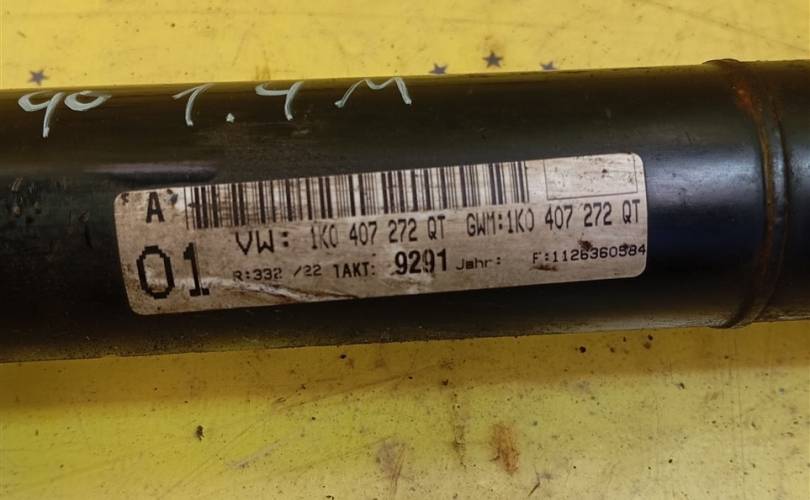 90 1.4 M
A
VW: 1K0 407 272 QT GWM:1K0 407 272 QT
01 R:332 /22 TAKT: 9291 Jahr: F:1126360584